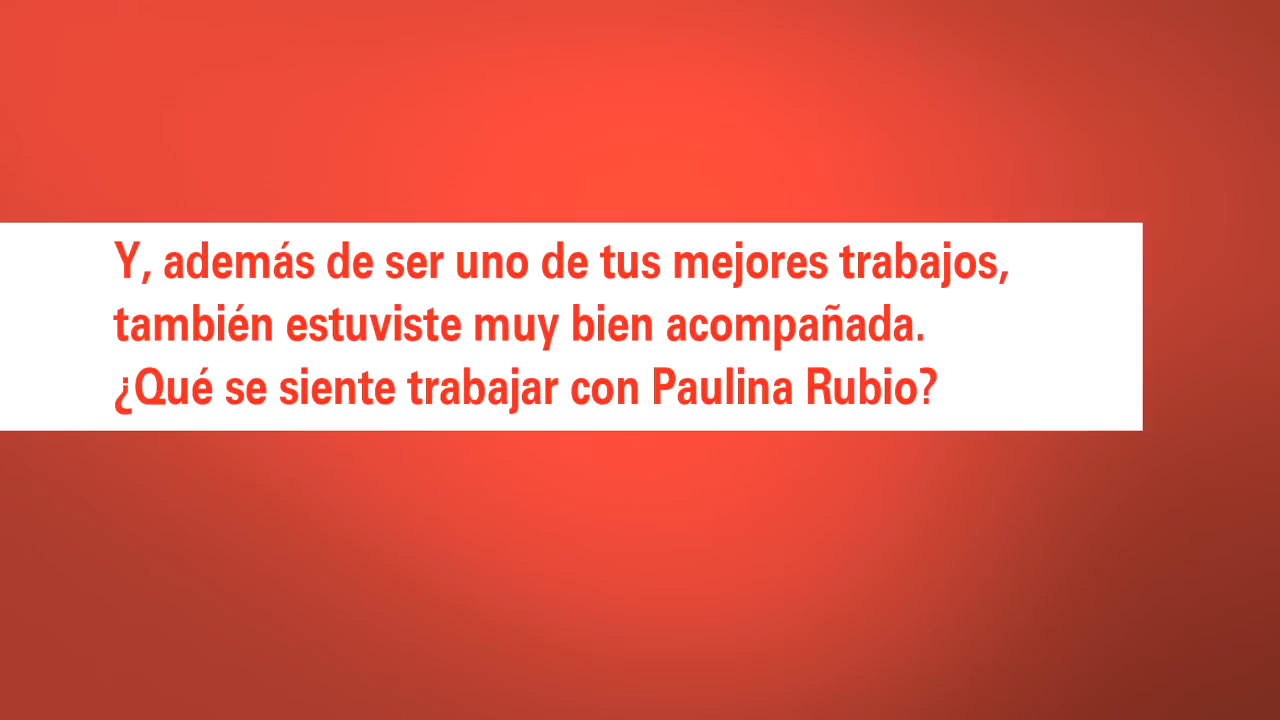 Y, además de ser uno de tus mejores trabajos,
también estuviste muy bien acompañada.
¿Qué se siente trabajar con Paulina Rubio?